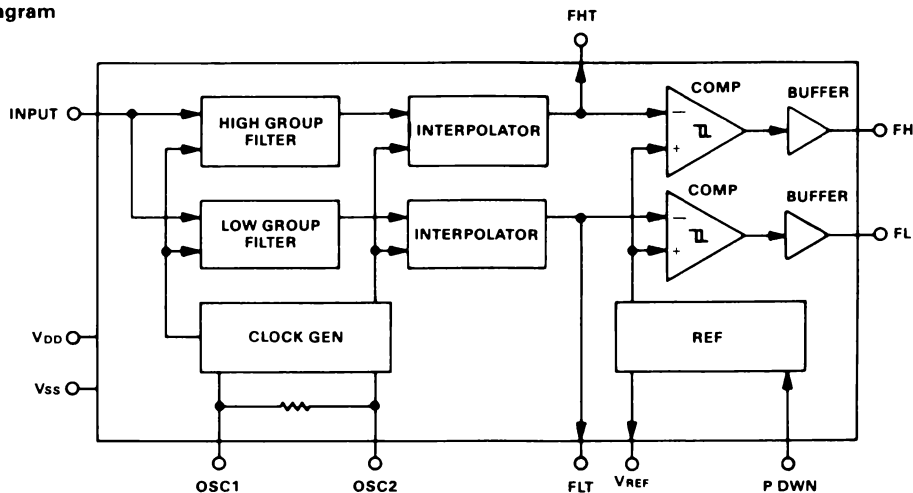 FHT
INPUT
HIGH GROUP
FILTER
INTERPOLATOR
COMP
−
+
BUFFER
FH
LOW GROUP
FILTER
INTERPOLATOR
COMP
−
+
BUFFER
FL
VDD
CLOCK GEN
REF
VSS
OSC1
OSC2
FLT
VREF
P DWN